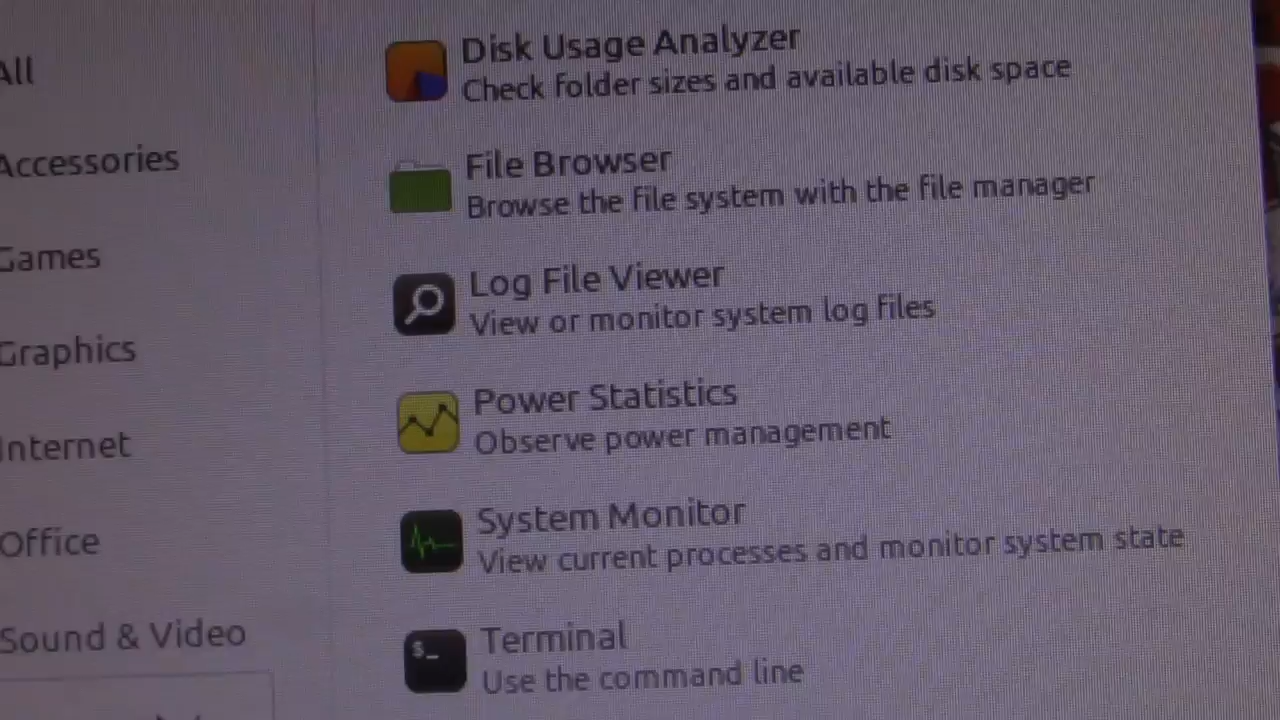 All
Accessories
Games
Graphics
Internet
Office
Sound & Video
Disk Usage Analyzer
Check folder sizes and available disk space
File Browser
Browse the file system with the file manager
Log File Viewer
View or monitor system log files
Power Statistics
Observe power management
System Monitor
View current processes and monitor system state
$_
Terminal
Use the command line